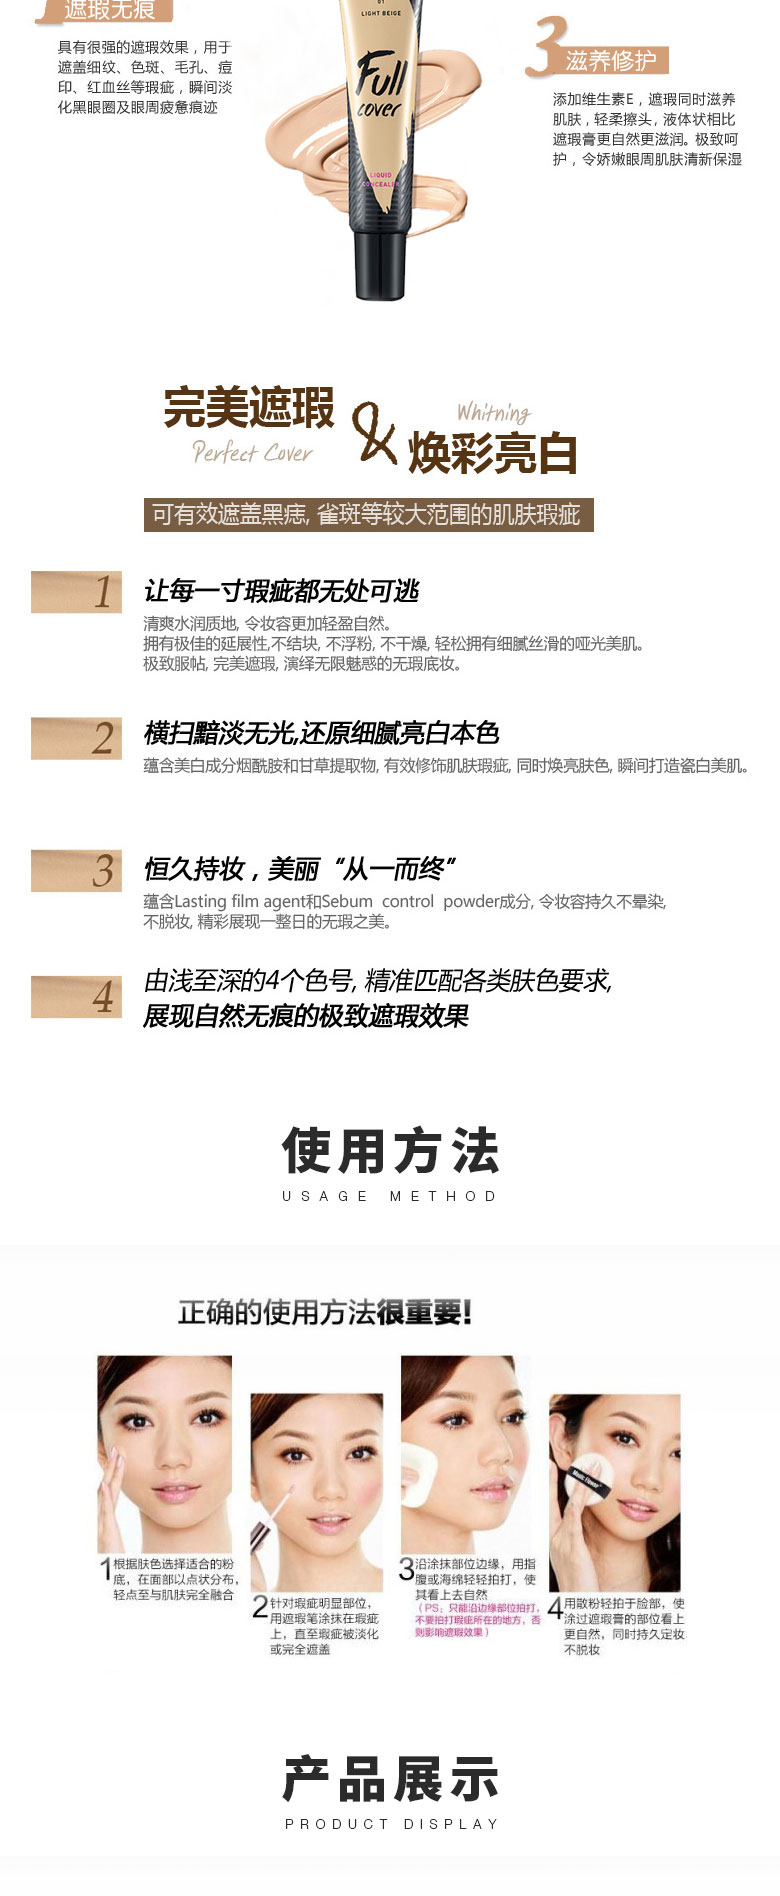 遮瑕无痕
具有很强的遮瑕效果，用于
遮盖细纹、色斑、毛孔、痘
印、红血丝等瑕疵，瞬间淡
化黑眼圈及眼周疲惫痕迹
01
LIGHT BEIGE
Full
cover
LIQUID
CONCEALER
3
滋养修护
添加维生素E，遮瑕同时滋养
肌肤，轻柔擦头，液体状相比
遮瑕膏更自然更滋润。极致呵
护，令娇嫩眼周肌肤清新保湿
完美遮瑕
Perfect Cover
&
Whitning
焕彩亮白
可有效遮盖黑痣, 雀斑等较大范围的肌肤瑕疵
1
让每一寸瑕疵都无处可逃
清爽水润质地, 令妆容更加轻盈自然。
拥有极佳的延展性,不结块, 不浮粉, 不干燥, 轻松拥有细腻丝滑的哑光美肌。
极致服帖, 完美遮瑕, 演绎无限魅惑的无瑕底妆。
2
横扫黯淡无光,还原细腻亮白本色
蕴含美白成分烟酰胺和甘草提取物, 有效修饰肌肤瑕疵, 同时焕亮肤色, 瞬间打造瓷白美肌。
3
恒久持妆，美丽“从一而终”
蕴含Lasting film agent和Sebum control powder成分, 令妆容持久不晕染,
不脱妆, 精彩展现一整日的无瑕之美。
4
由浅至深的4个色号, 精准匹配各类肤色要求,
展现自然无痕的极致遮瑕效果
使用方法
USAGE METHOD
正确的使用方法很重要!
1根据肤色选择适合的粉
底，在面部以点状分布，
轻点至与肌肤完全融合
2针对瑕疵明显部位，
用遮瑕笔涂抹在瑕疵
上，直至瑕疵被淡化
或完全遮盖
3沿涂抹部位边缘，用指
腹或海绵轻轻拍打，使
其看上去自然
（PS：只能沿边缘部位拍打，
不要拍打瑕疵所在的地方，否
则影响遮瑕效果）
Music Flower
4用散粉轻拍于脸部，使
涂过遮瑕膏的部位看上
更自然，同时持久定妆
不脱妆
产品展示
PRODUCT DISPLAY